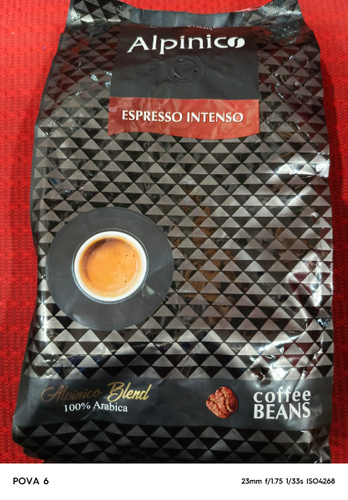 Alpinico
ESPRESSO INTENSO
Alpinico Blend
100% Arabica
coffee
BEANS
POVA 6
23mm f/1.75 1/33s ISO4268